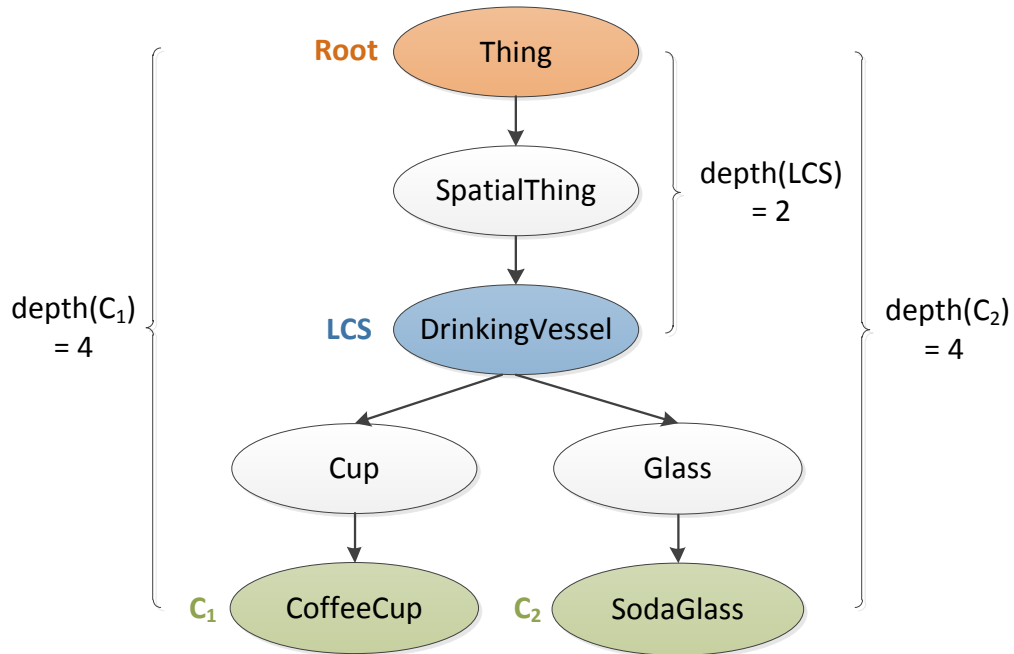 Root
Thing
SpatialThing
depth(LCS)
= 2
depth(C₁)
= 4
LCS
DrinkingVessel
depth(C₂)
= 4
Cup
Glass
C₁
CoffeeCup
C₂
SodaGlass